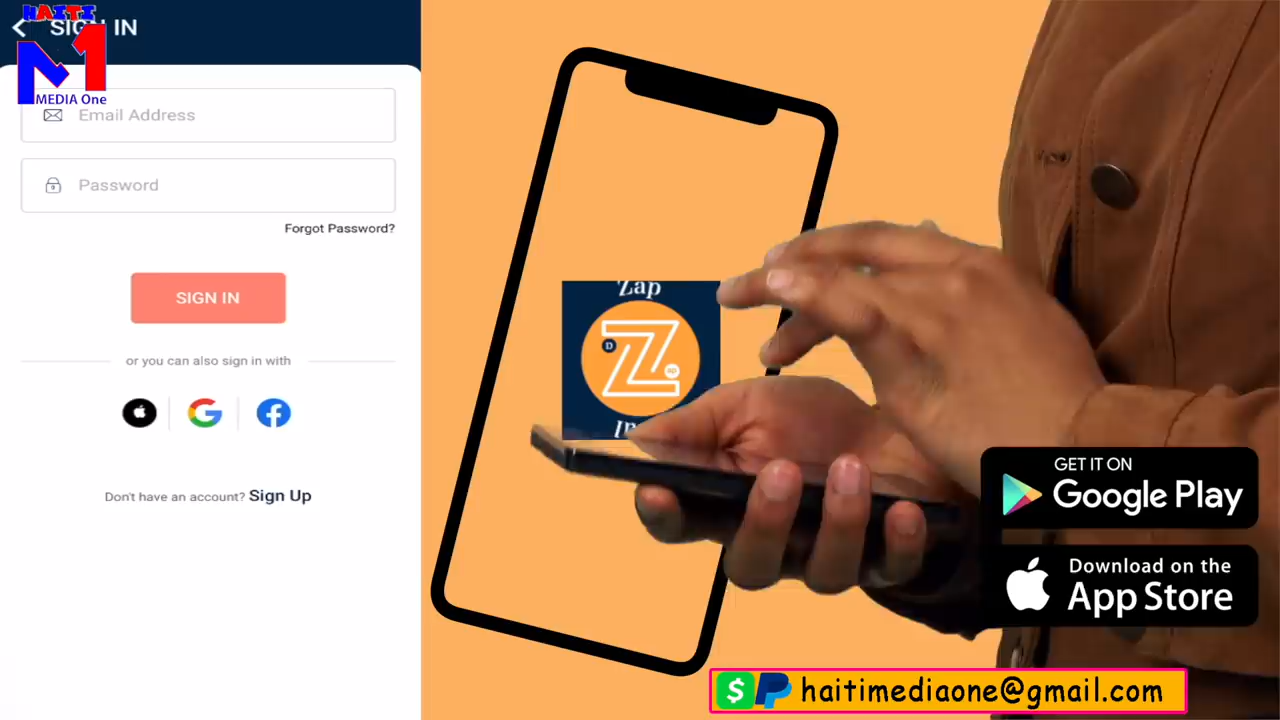 HAITI
SIGN IN
M1
MEDIA One
Email Address
Password
Forgot Password?
SIGN IN
or you can also sign in with
Don't have an account? Sign Up
Zap
D
Z
GET IT ON
Google Play
Download on the
App Store
$ haitimediaone@gmail.com